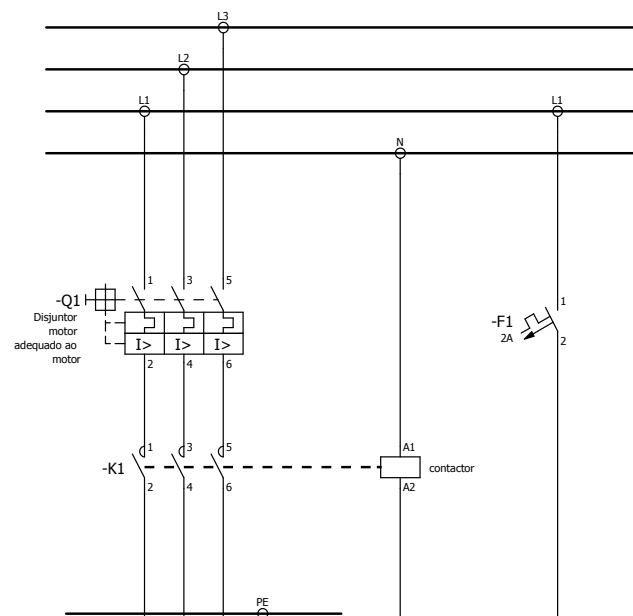 L3
L2
L1
L1
N
1
3
5
-Q1
Disjuntor
motor
adequado ao
motor
I>
I>
I>
2
4
6
1
-F1
2A
2
1
3
5
-K1
2
4
6
A1
contactor
A2
PE